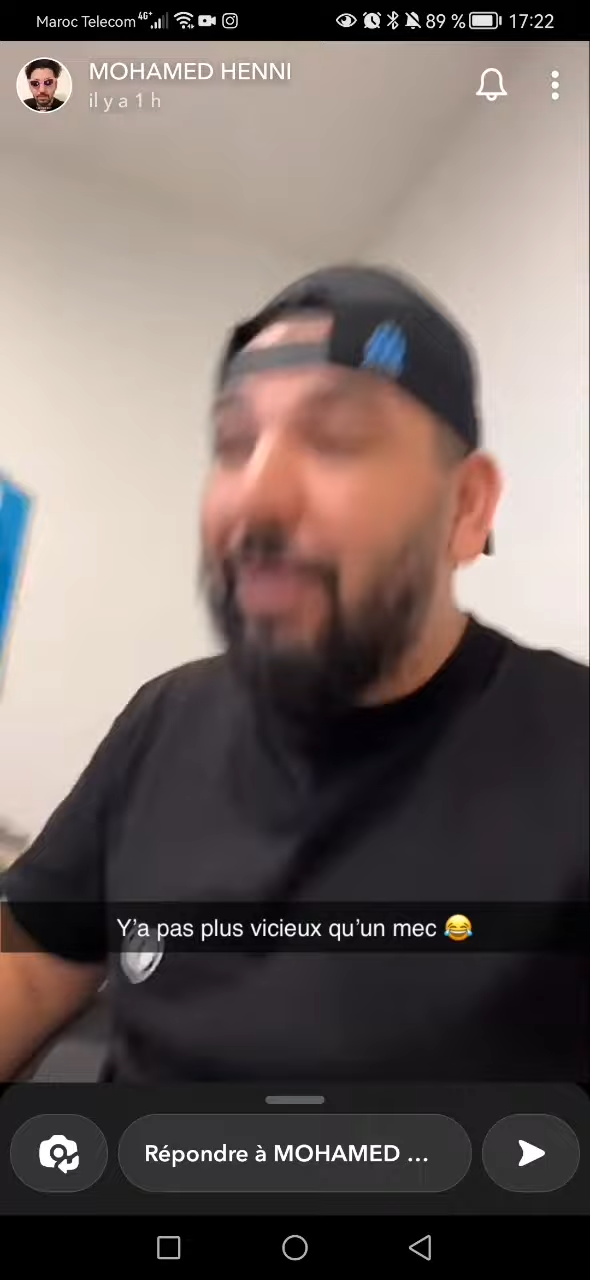 Maroc Telecom 4G+ 89 % 17:22
MOHAMED HENNI
il y a 1 h
Y'a pas plus vicieux qu'un mec 😂
Répondre à MOHAMED ...